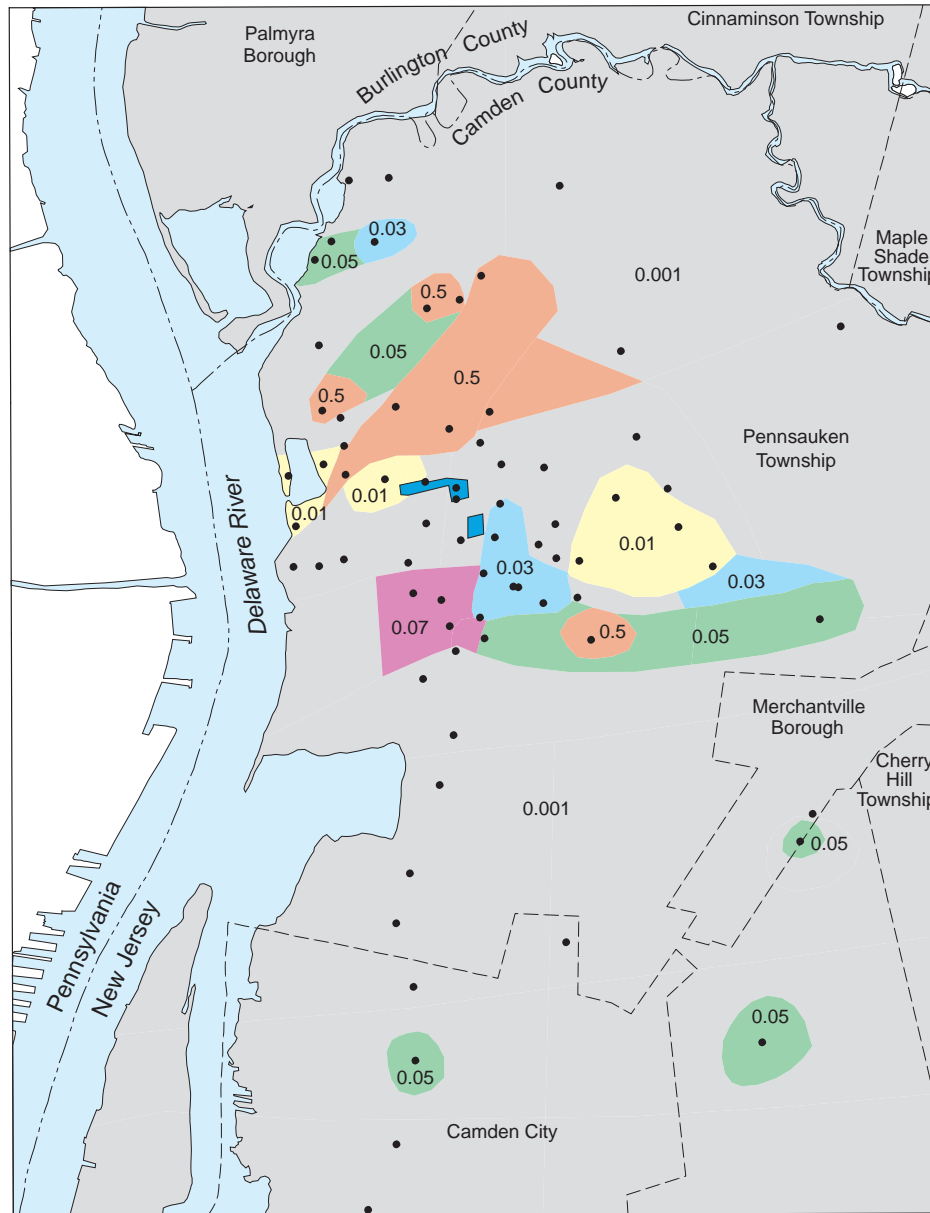 Cinnaminson Township
Palmyra
Borough
Burlington County
Camden County
0.03
0.05
Maple
Shade
Township
0.001
0.5
0.05
0.5
0.5
Pennsauken
Township
0.01
0.01
0.01
0.03
0.03
Delaware River
0.07
0.5
0.05
Merchantville
Borough
Cherry
Hill
Township
0.001
0.05
Pennsylvania
New Jersey
0.05
0.05
Camden City